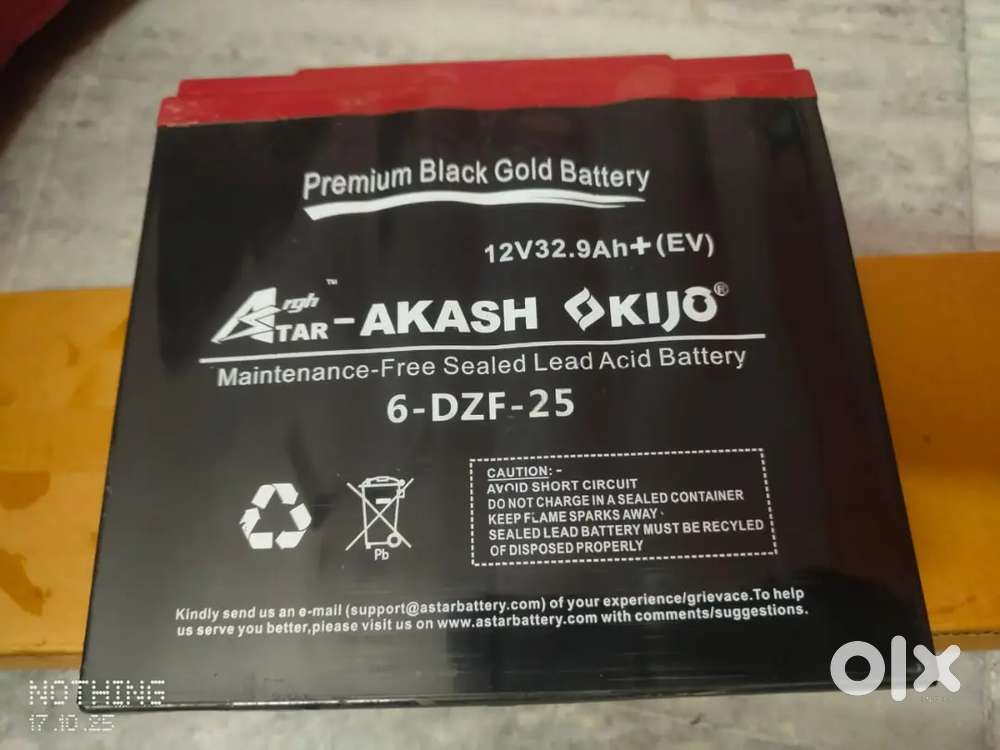 Premium Black Gold Battery
12V32.9Ah+(EV)
Argh STAR™-AKASH KIJO®
Maintenance-Free Sealed Lead Acid Battery
6-DZF-25
CAUTION: -
AVOID SHORT CIRCUIT
DO NOT CHARGE IN A SEALED CONTAINER
KEEP FLAME SPARKS AWAY
SEALED LEAD BATTERY MUST BE RECYLED
OF DISPOSED PROPERLY
Pb
Kindly send us an e-mail (support@astarbattery.com) of your experience/grievace.To help
us serve you better,please visit us on www.astarbattery.com with comments/suggestions.
olx
NOTHING
17.10.25